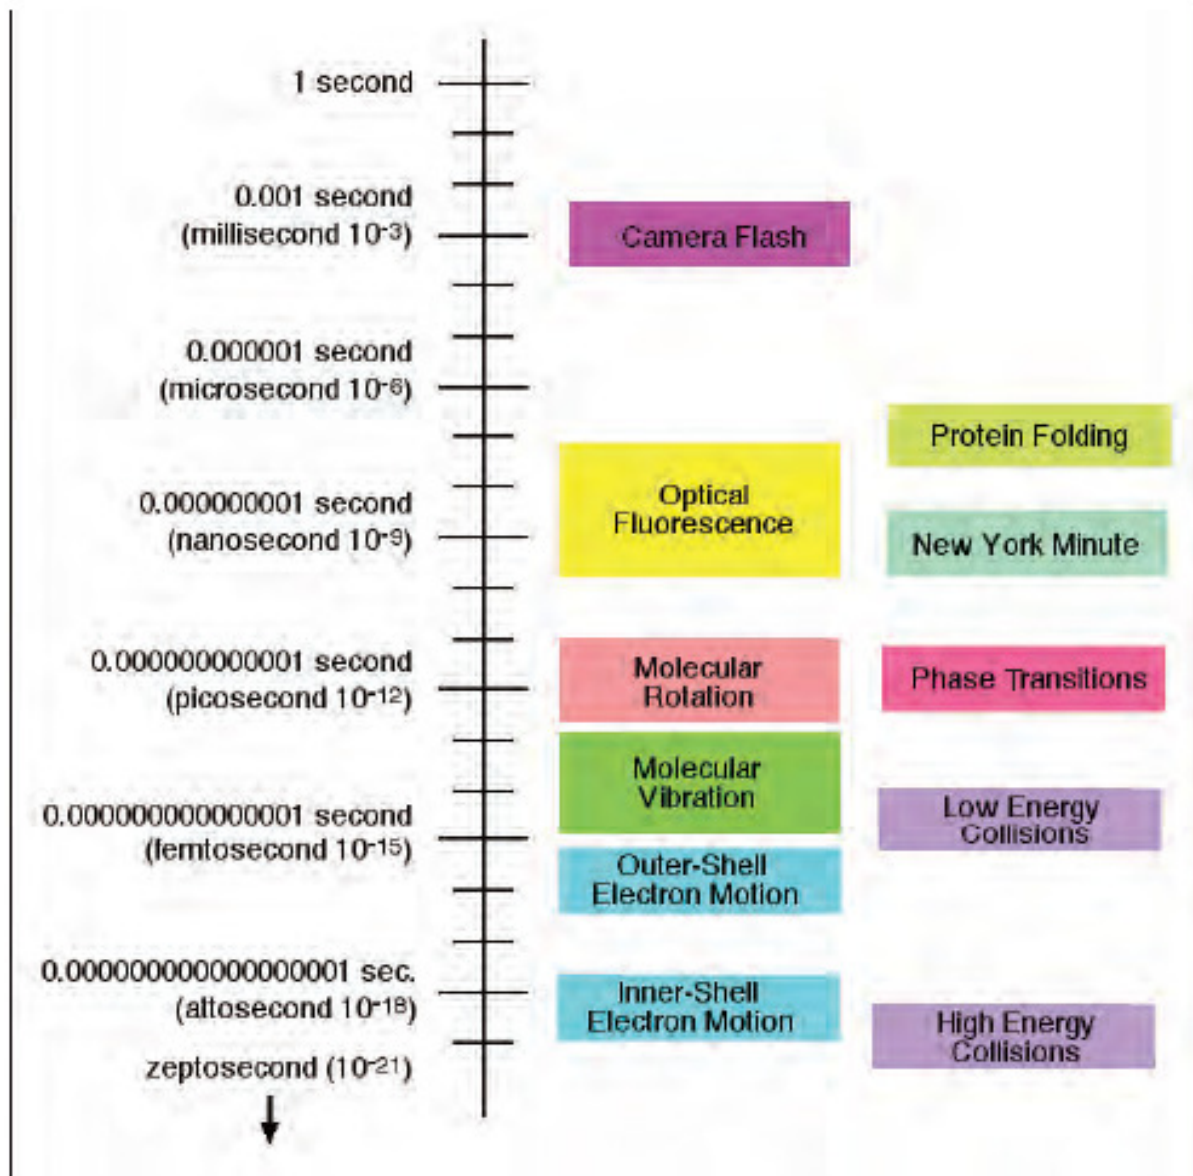 1 second
0.001 second
(millisecond 10-3)
Camera Flash
0.000001 second
(microsecond 10-6)
Protein Folding
0.000000001 second
(nanosecond 10-9)
Optical
Fluorescence
New York Minute
0.000000000001 second
(picosecond 10-12)
Molecular
Rotation
Phase Transitions
Molecular
Vibration
0.000000000000001 second
(femtosecond 10-15)
Low Energy
Collisions
Outer-Shell
Electron Motion
0.000000000000000001 sec.
(attosecond 10-18)
Inner-Shell
Electron Motion
High Energy
Collisions
zeptosecond (10-21)